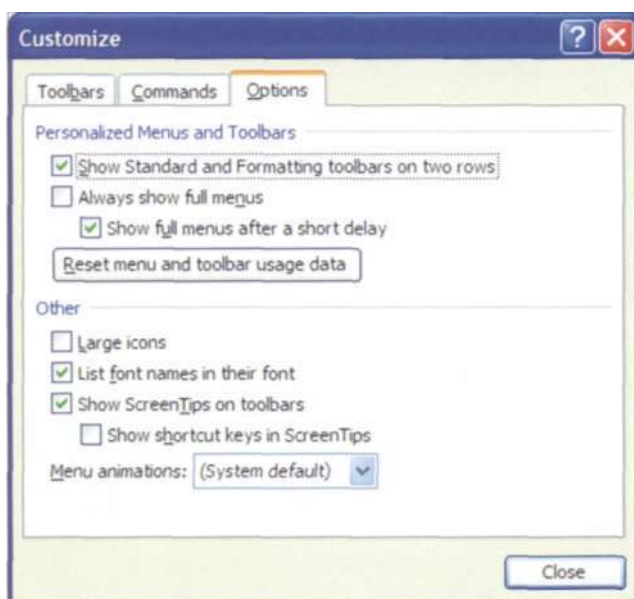 Customize
Toolbars Commands Options
Personalized Menus and Toolbars
Show Standard and Formatting toolbars on two rows
Always show full menus
Show full menus after a short delay
Reset menu and toolbar usage data
Other
Large icons
List font names in their font
Show ScreenTips on toolbars
Show shortcut keys in ScreenTips
Menu animations: (System default)
Close